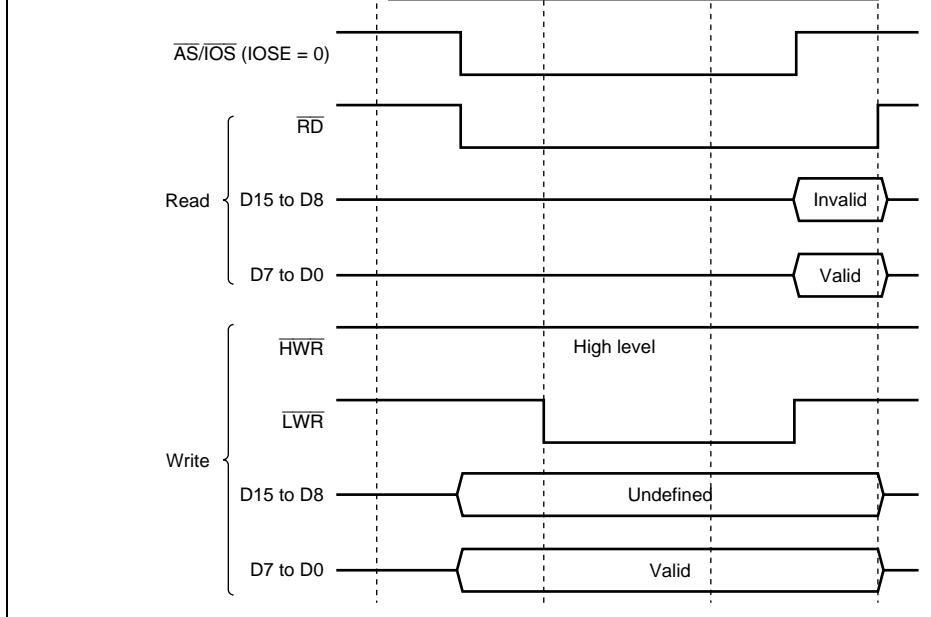 AS/IOS (IOSE = 0)
RD
Read
D15 to D8
Invalid
D7 to D0
Valid
HWR
High level
LWR
Write
D15 to D8
Undefined
D7 to D0
Valid